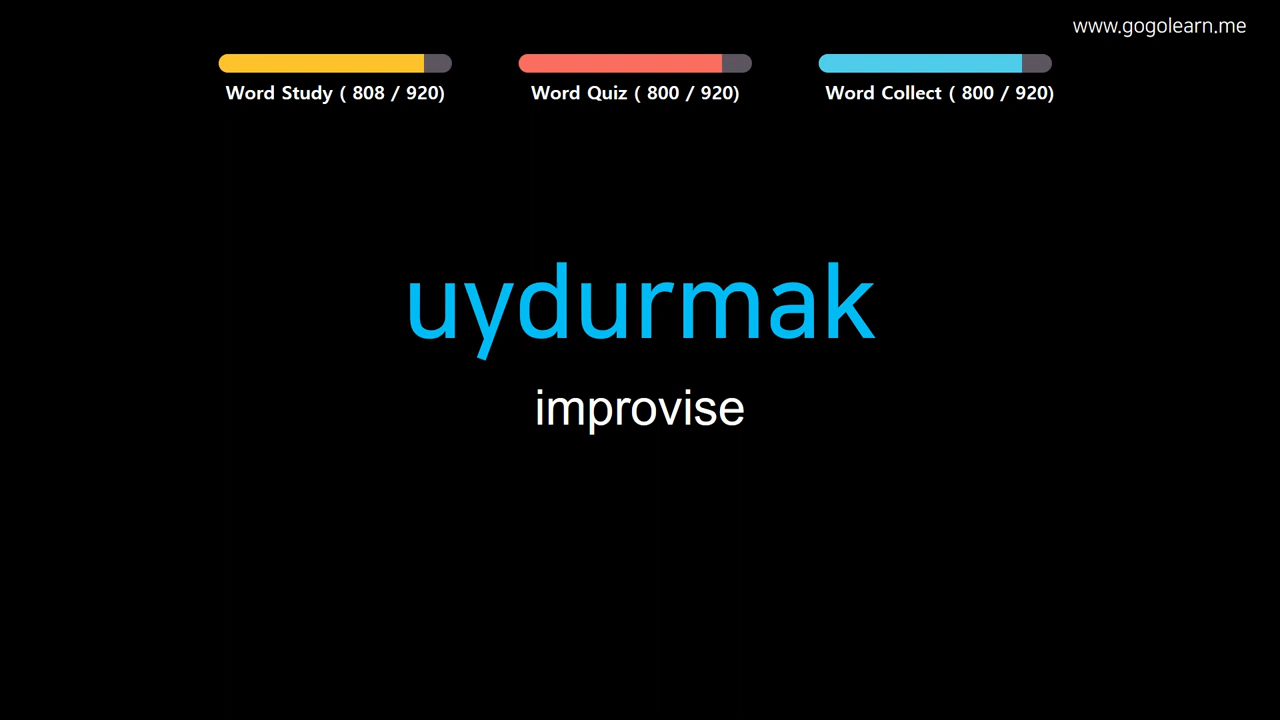 www.gogolearn.me
Word Study ( 808 / 920)
Word Quiz ( 800 / 920)
Word Collect ( 800 / 920)
uydurmak
improvise